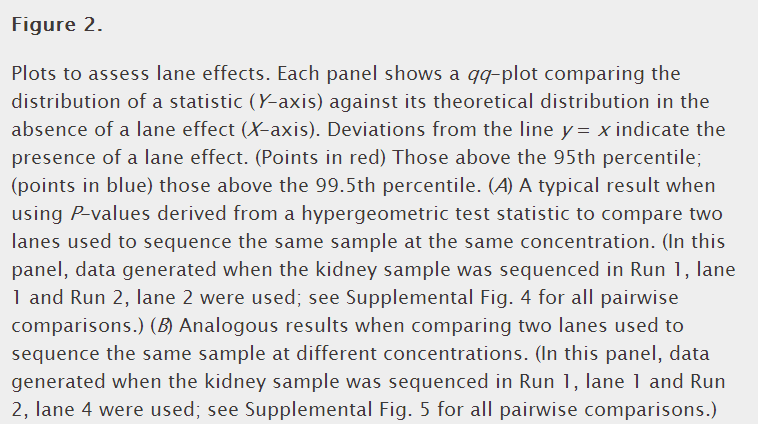 Figure 2.
Plots to assess lane effects. Each panel shows a qq-plot comparing the
distribution of a statistic (Y-axis) against its theoretical distribution in the
absence of a lane effect (X-axis). Deviations from the line y = x indicate the
presence of a lane effect. (Points in red) Those above the 95th percentile;
(points in blue) those above the 99.5th percentile. (A) A typical result when
using P-values derived from a hypergeometric test statistic to compare two
lanes used to sequence the same sample at the same concentration. (In this
panel, data generated when the kidney sample was sequenced in Run 1, lane
1 and Run 2, lane 2 were used; see Supplemental Fig. 4 for all pairwise
comparisons.) (B) Analogous results when comparing two lanes used to
sequence the same sample at different concentrations. (In this panel, data
generated when the kidney sample was sequenced in Run 1, lane 1 and Run
2, lane 4 were used; see Supplemental Fig. 5 for all pairwise comparisons.)